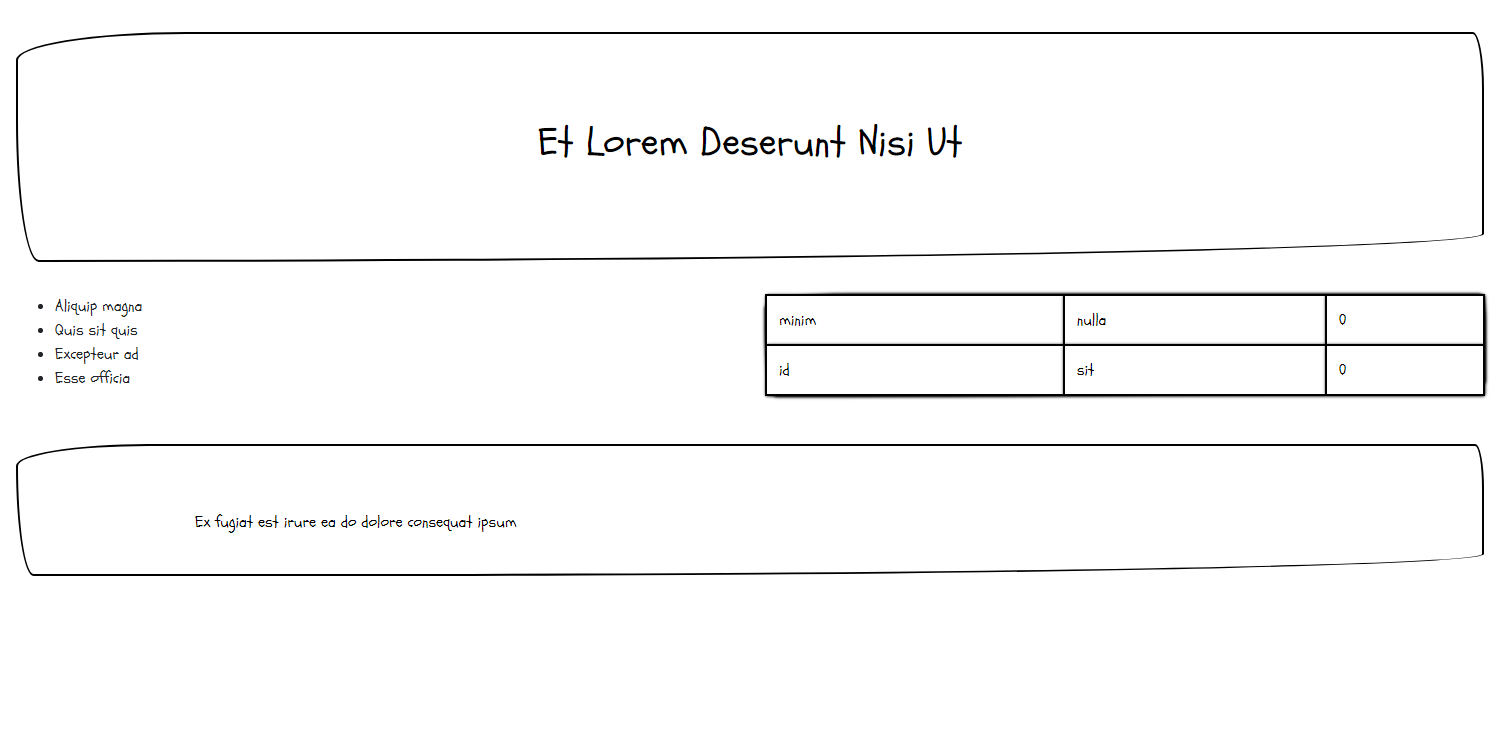 Et Lorem Deserunt Nisi Ut
Aliquip magna
Quis sit quis
Excepteur ad
Esse officia
minim nulla 0
id sit 0
Ex fugiat est irure ea do dolore consequat ipsum